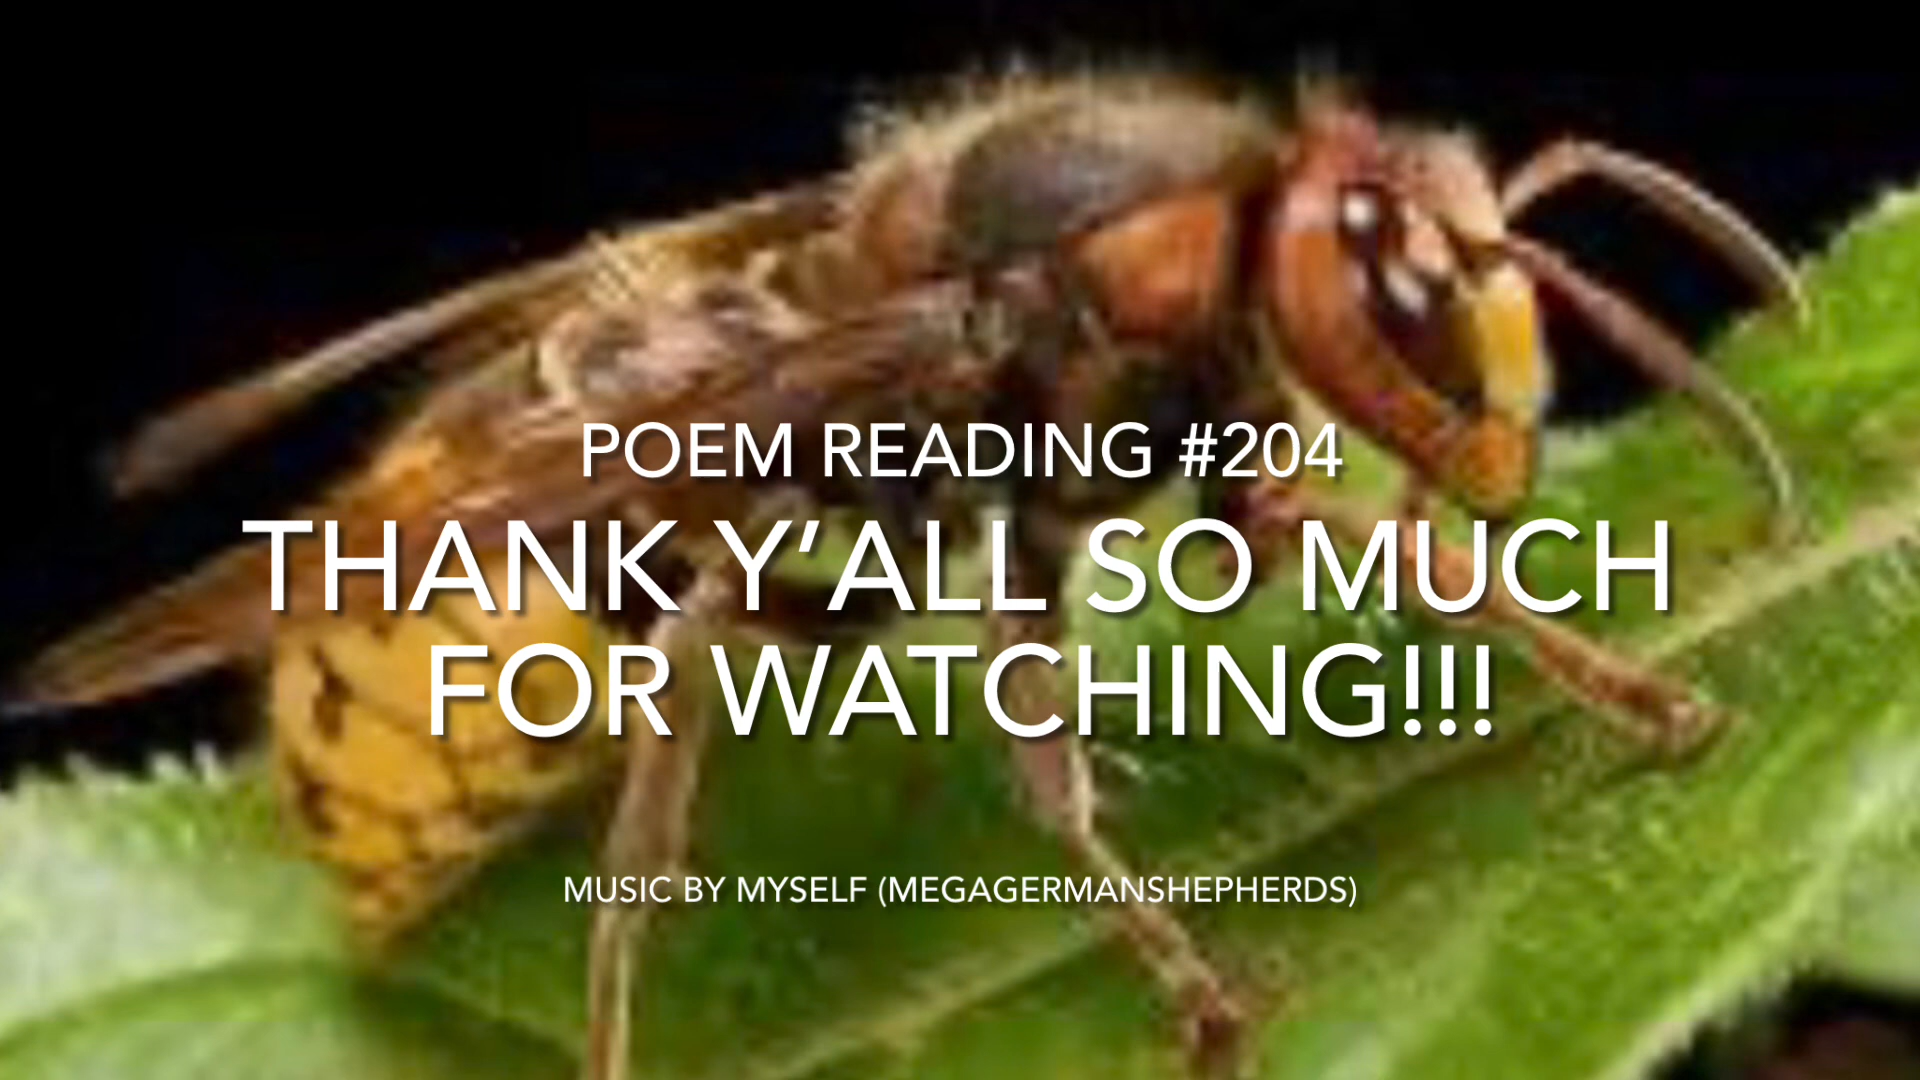 POEM READING #204
THANK Y’ALL SO MUCH
FOR WATCHING!!!
MUSIC BY MYSELF (MEGAGERMANSHEPHERDS)